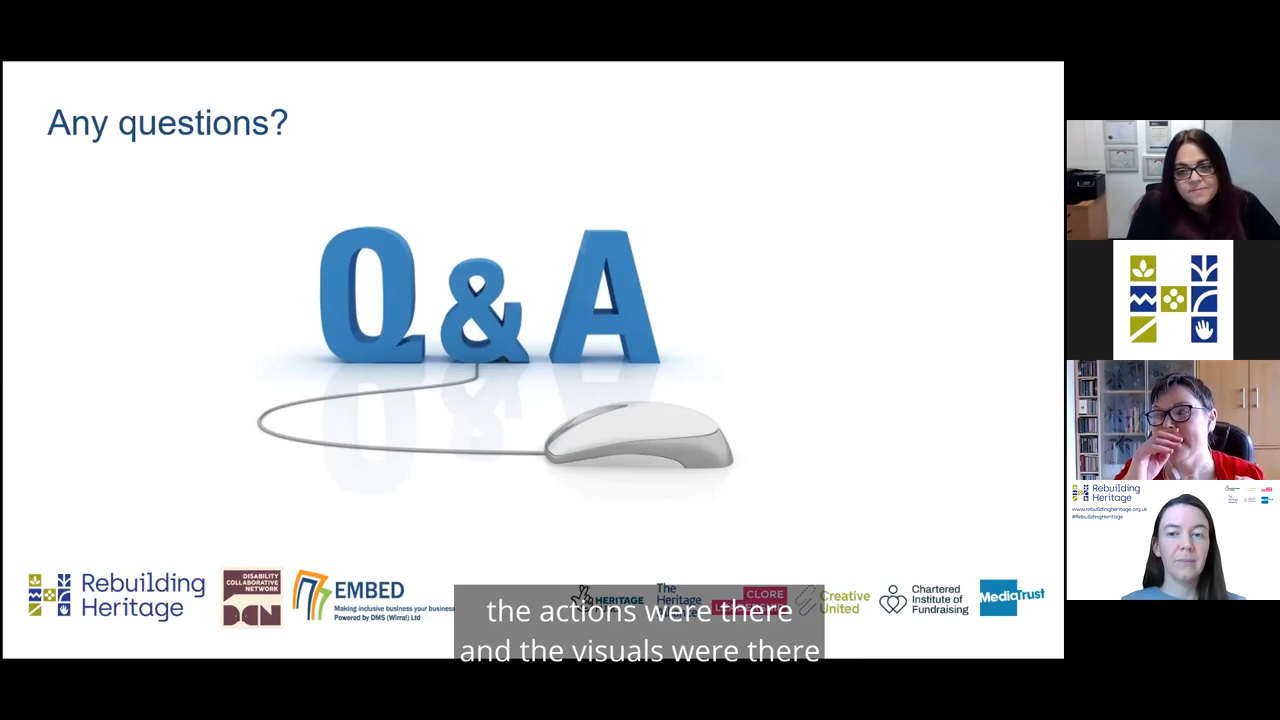 Any questions?
Q & A
Rebuilding
Heritage
DISABILITY
COLLABORATIVE
NETWORK
DCN
EMBED
Making inclusive business your business
Powered by DMS (Wirral) Ltd
HERITAGE
The
Heritage
CLORE
Creative
United
Chartered
Institute of
Fundraising
MediaTrust
the actions were there
and the visuals were there
Rebuilding
Heritage
www.rebuildingheritage.org.uk
#RebuildingHeritage